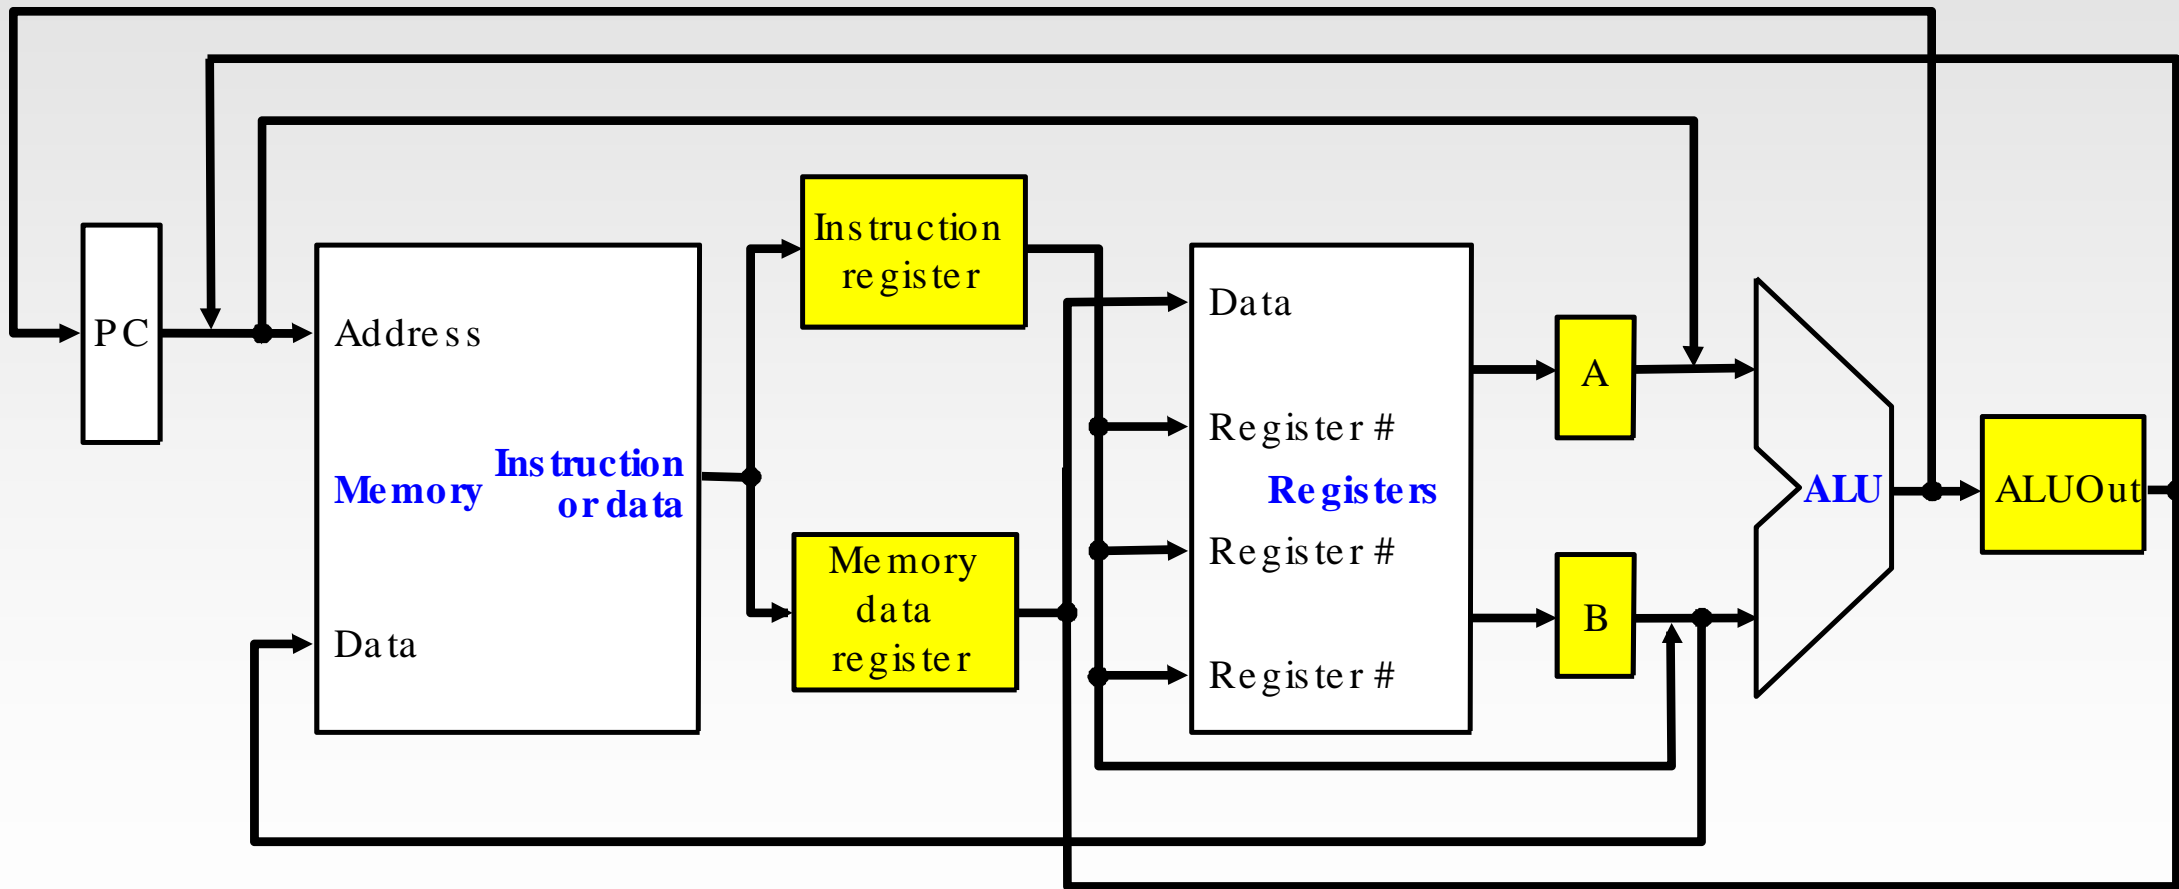 PC
Address
Memory
Instruction
or data
Data
Instruction
register
Memory
data
register
Data
Register #
Registers
Register #
Register #
A
B
ALU
ALUOut